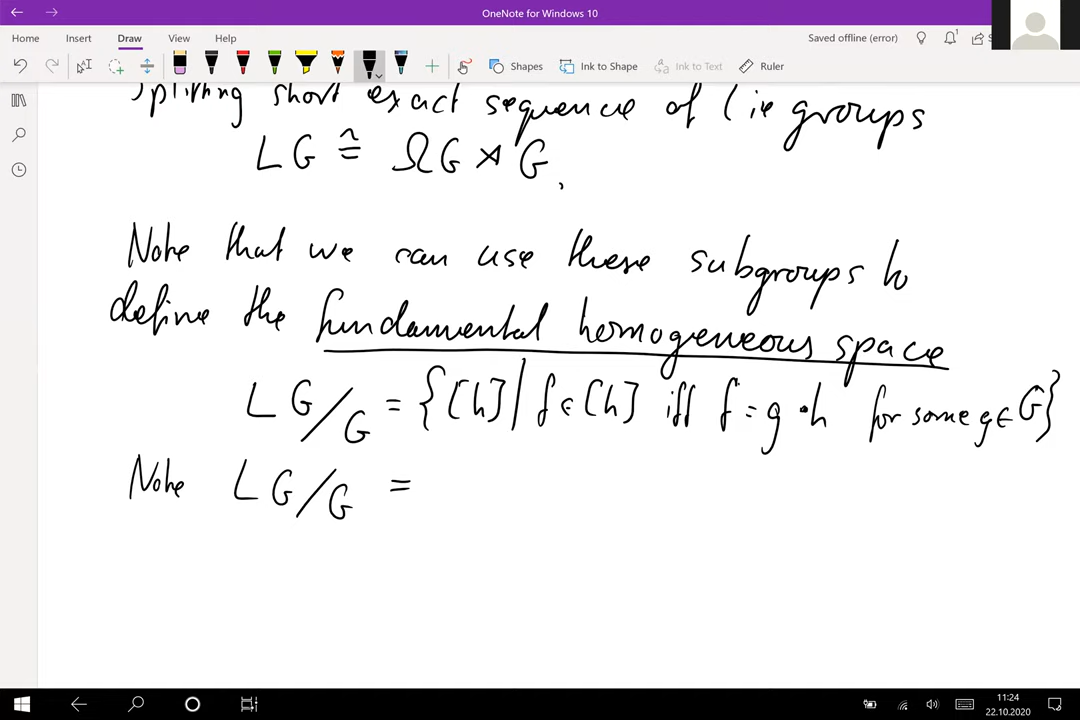 OneNote for Windows 10
Home Insert Draw View Help
Saved offline (error)
Shapes Ink to Shape Ink to Text Ruler
splitting short exact sequence of Lie groups
LG ≅ ΩG ⋊ G.
Note that we can use these subgroups to
define the fundamental homogeneous space
LG/G = {[h] | f ∈ [h] iff f = g·h for some g ∈ G}
Note LG/G =
11:24
22.10.2020